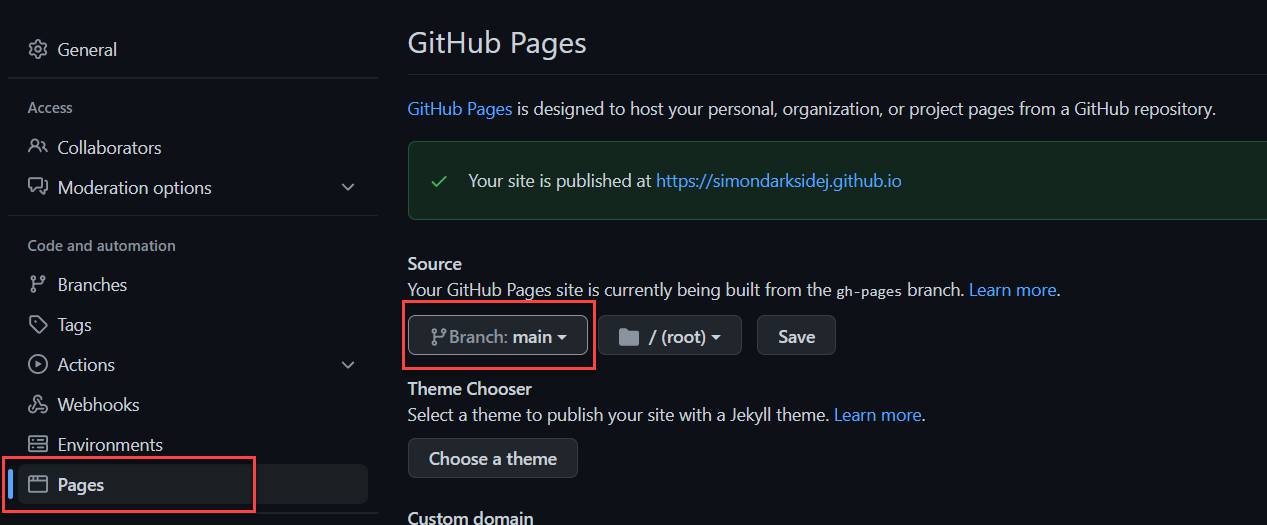 General
Access
Collaborators
Moderation options
Code and automation
Branches
Tags
Actions
Webhooks
Environments
Pages
GitHub Pages
GitHub Pages is designed to host your personal, organization, or project pages from a GitHub repository.
Your site is published at https://simondarksidej.github.io
Source
Your GitHub Pages site is currently being built from the gh-pages branch. Learn more.
Branch: main / (root) Save
Theme Chooser
Select a theme to publish your site with a Jekyll theme. Learn more.
Choose a theme
Custom domain